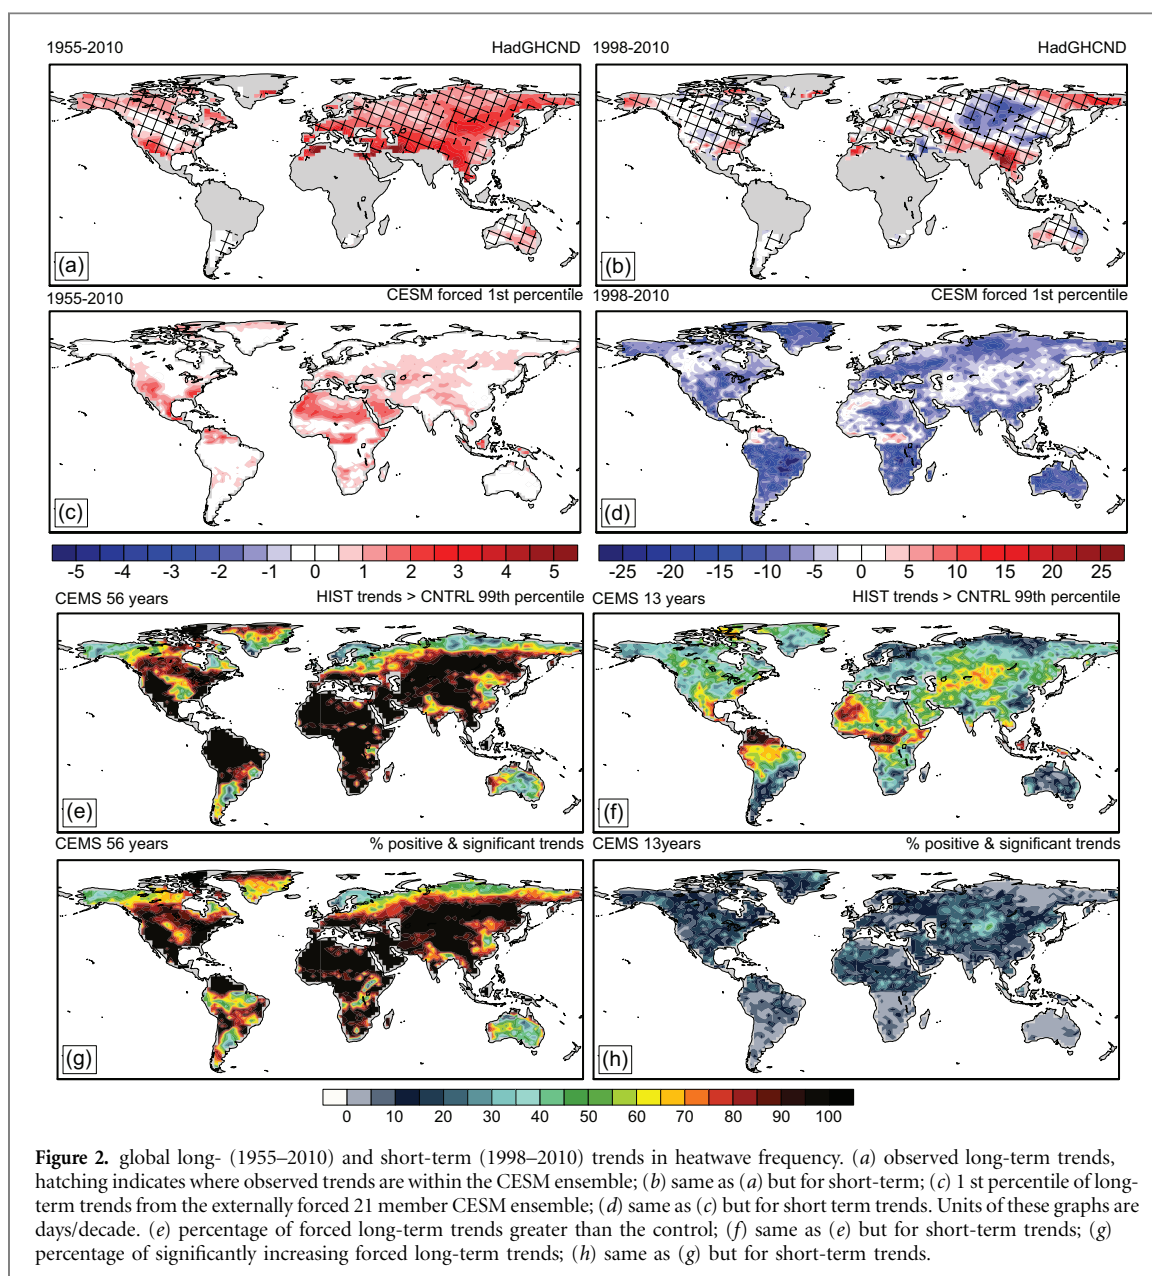 1955-2010 HadGHCND 1998-2010 HadGHCND
(a) (b)
1955-2010 CESM forced 1st percentile 1998-2010 CESM forced 1st percentile
(c) (d)
-5 -4 -3 -2 -1 0 1 2 3 4 5 -25 -20 -15 -10 -5 0 5 10 15 20 25
CEMS 56 years HIST trends > CNTRL 99th percentile CEMS 13 years HIST trends > CNTRL 99th percentile
(e) (f)
CEMS 56 years % positive & significant trends CEMS 13years % positive & significant trends
(g) (h)
0 10 20 30 40 50 60 70 80 90 100
Figure 2. global long- (1955–2010) and short-term (1998–2010) trends in heatwave frequency. (a) observed long-term trends,
hatching indicates where observed trends are within the CESM ensemble; (b) same as (a) but for short-term; (c) 1 st percentile of long-
term trends from the externally forced 21 member CESM ensemble; (d) same as (c) but for short term trends. Units of these graphs are
days/decade. (e) percentage of forced long-term trends greater than the control; (f) same as (e) but for short-term trends; (g)
percentage of significantly increasing forced long-term trends; (h) same as (g) but for short-term trends.